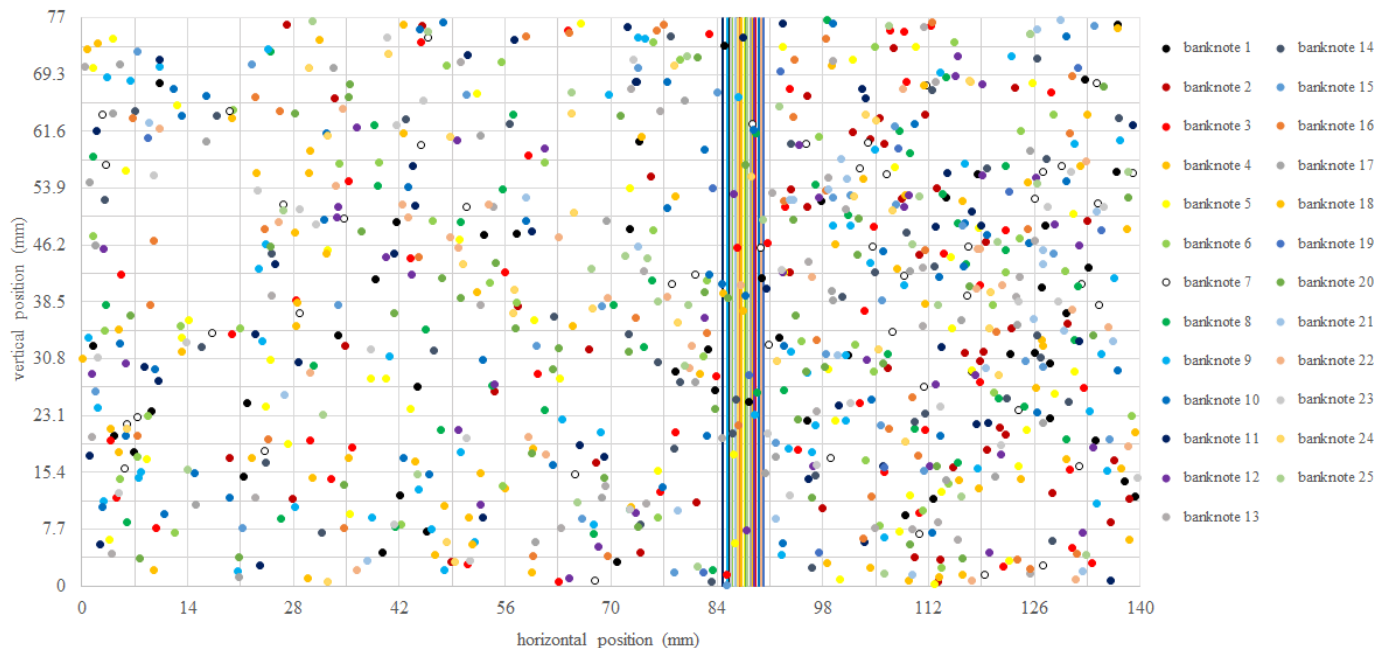 77
69.3
61.6
53.9
46.2
38.5
30.8
23.1
15.4
7.7
0
vertical position (mm)
0 14 28 42 56 70 84 98 112 126 140
horizontal position (mm)
banknote 1 banknote 14
banknote 2 banknote 15
banknote 3 banknote 16
banknote 4 banknote 17
banknote 5 banknote 18
banknote 6 banknote 19
banknote 7 banknote 20
banknote 8 banknote 21
banknote 9 banknote 22
banknote 10 banknote 23
banknote 11 banknote 24
banknote 12 banknote 25
banknote 13